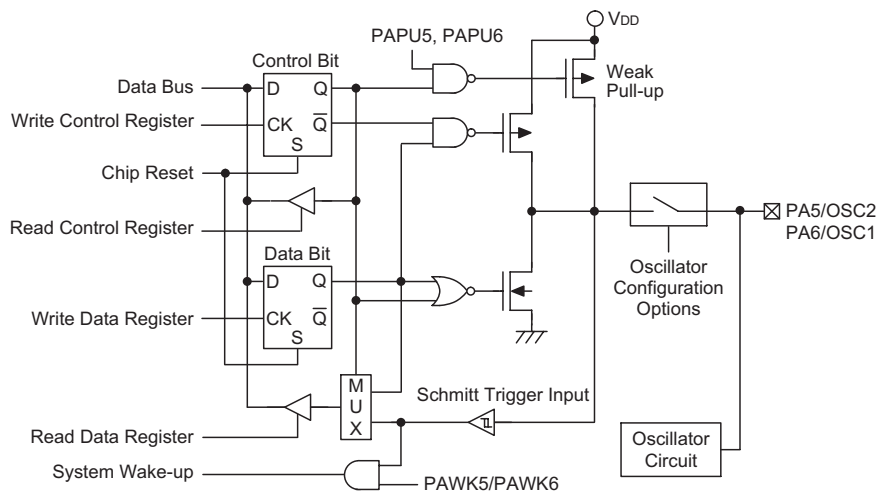 VDD
PAPU5, PAPU6
Control Bit
Weak
Pull-up
Data Bus
D
Q
Write Control Register
CK
Q
S
Chip Reset
Read Control Register
PA5/OSC2
PA6/OSC1
Data Bit
Oscillator
Configuration
Options
D
Q
Write Data Register
CK
Q
S
M
U
X
Schmitt Trigger Input
Read Data Register
Oscillator
Circuit
System Wake-up
PAWK5/PAWK6